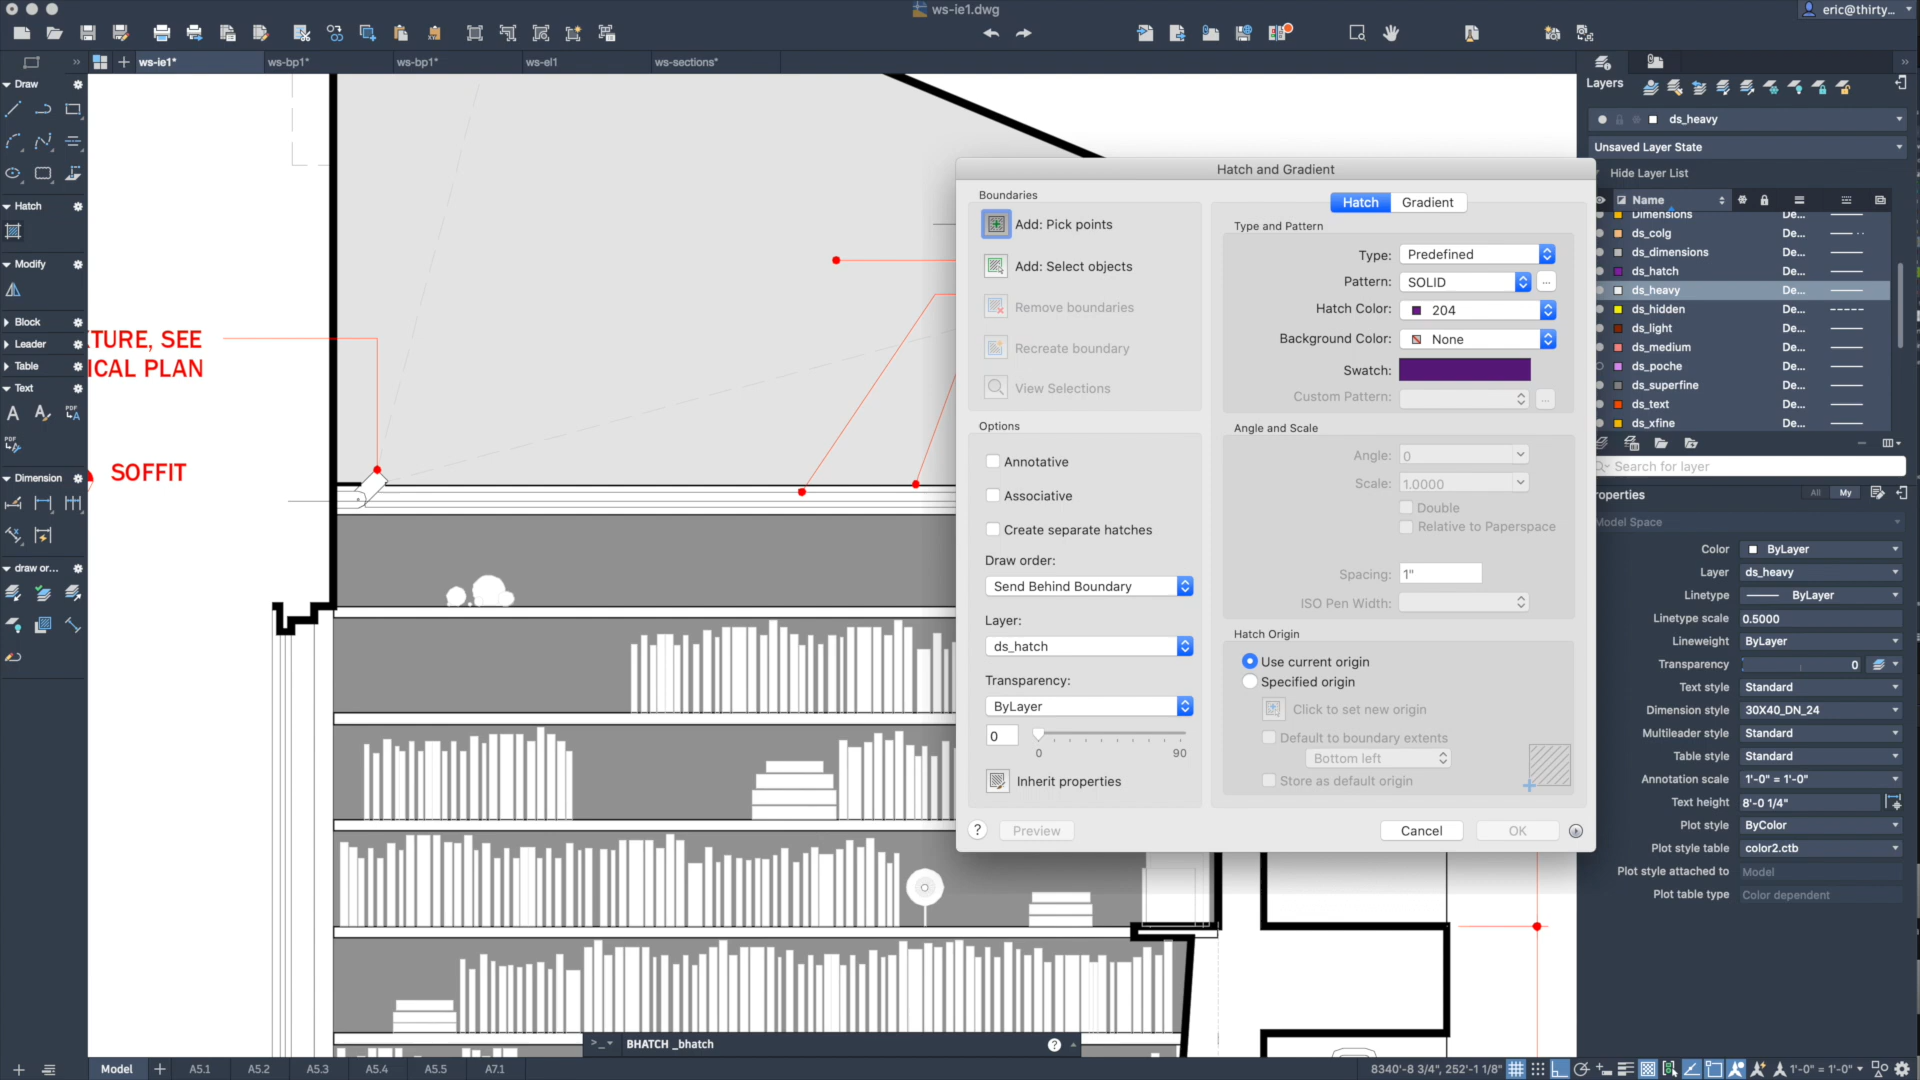 ws-ie1.dwg
eric@thirty...
ws-ie1*
ws-bp1*
ws-bp1*
ws-el1
ws-sections*
Draw
Hatch
Modify
Block
Leader
Table
Text
Dimension
draw or...
TURE, SEE
ICAL PLAN
SOFFIT
Hatch and Gradient
Boundaries
Add: Pick points
Add: Select objects
Remove boundaries
Recreate boundary
View Selections
Options
Annotative
Associative
Create separate hatches
Draw order:
Send Behind Boundary
Layer:
ds_hatch
Transparency:
ByLayer
0
0
90
Inherit properties
?
Preview
Hatch
Gradient
Type and Pattern
Type: Predefined
Pattern: SOLID
...
Hatch Color: 204
Background Color: None
Swatch:
Custom Pattern:
...
Angle and Scale
Angle: 0
Scale: 1.0000
Double
Relative to Paperspace
Spacing: 1"
ISO Pen Width:
Hatch Origin
Use current origin
Specified origin
Click to set new origin
Default to boundary extents
Bottom left
Store as default origin
Cancel
OK
Layers
ds_heavy
Unsaved Layer State
Hide Layer List
Name
Dimensions De...
ds_colg De...
ds_dimensions De...
ds_hatch De...
ds_heavy De...
ds_hidden De...
ds_light De...
ds_medium De...
ds_poche De...
ds_superfine De...
ds_text De...
ds_xfine De...
Search for layer
roperties
All
My
Model Space
Color ByLayer
Layer ds_heavy
Linetype ByLayer
Linetype scale 0.5000
Lineweight ByLayer
Transparency 0
Text style Standard
Dimension style 30X40_DN_24
Multileader style Standard
Table style Standard
Annotation scale 1'-0" = 1'-0"
Text height 8'-0 1/4"
Plot style ByColor
Plot style table color2.ctb
Plot style attached to Model
Plot table type Color dependent
>_
BHATCH _bhatch
?
Model
A5.1
A5.2
A5.3
A5.4
A5.5
A7.1
8340'-8 3/4", 252'-1 1/8"
1'-0" = 1'-0"